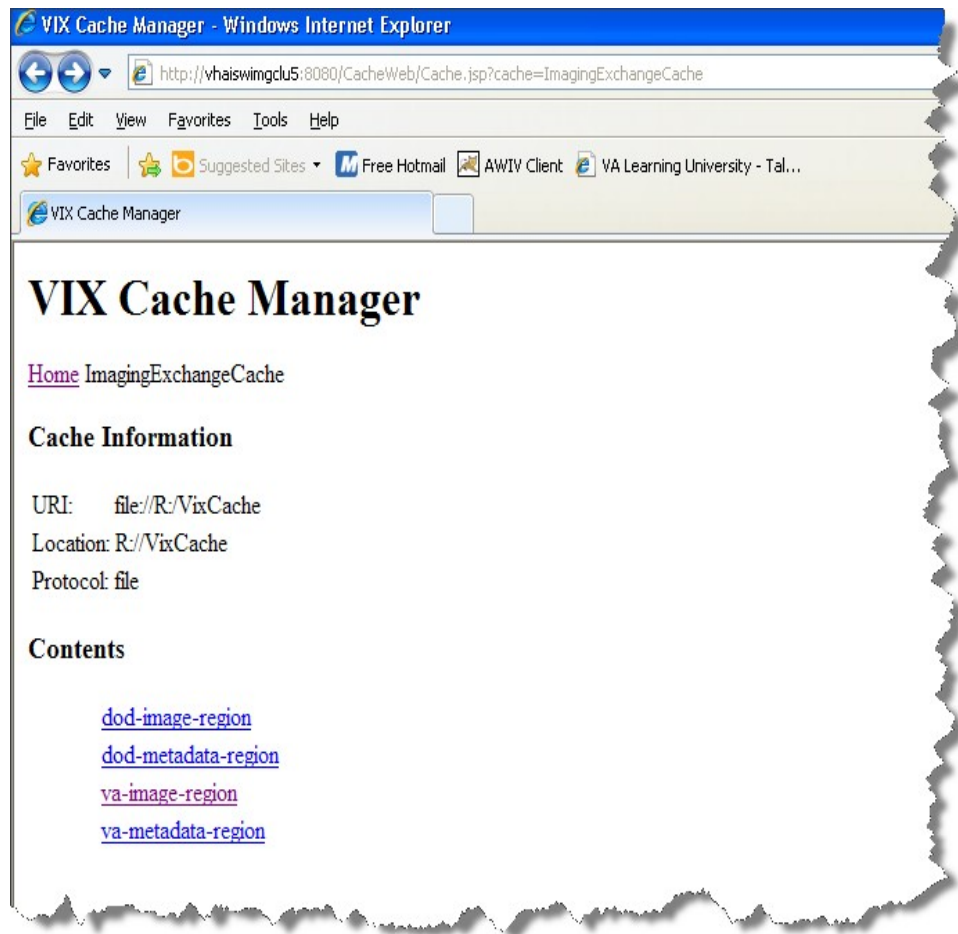 VIX Cache Manager - Windows Internet Explorer
http://vhaiswimgclu5:8080/CacheWeb/Cache.jsp?cache=ImagingExchangeCache
File Edit View Favorites Tools Help
Favorites Suggested Sites Free Hotmail AWIV Client VA Learning University - Tal...
VIX Cache Manager
VIX Cache Manager
Home ImagingExchangeCache
Cache Information
URI: file://R:/VixCache
Location: R://VixCache
Protocol: file
Contents
dod-image-region
dod-metadata-region
va-image-region
va-metadata-region